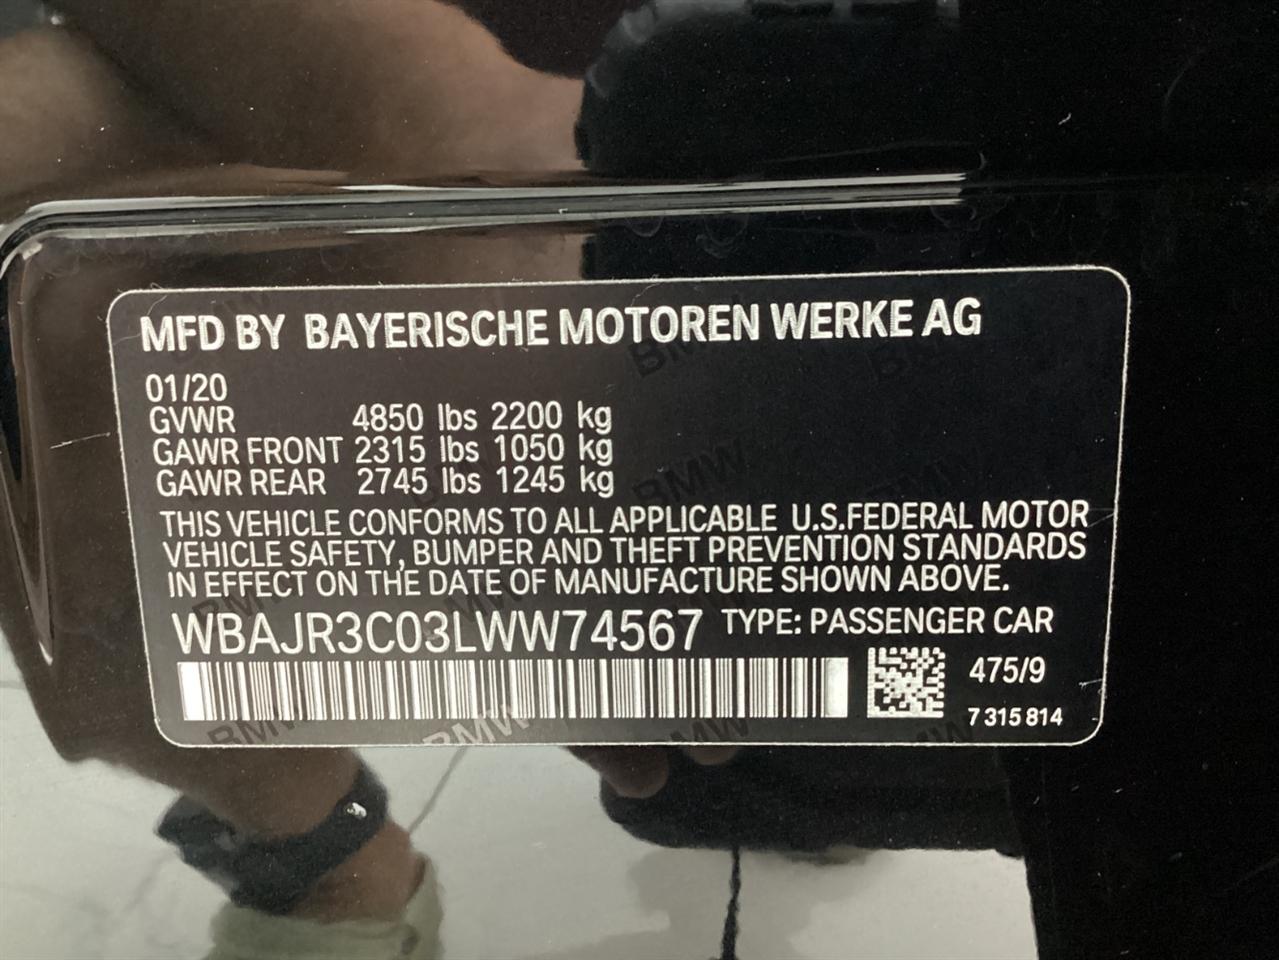 MFD BY BAYERISCHE MOTOREN WERKE AG
01/20
GVWR 4850 lbs 2200 kg
GAWR FRONT 2315 lbs 1050 kg
GAWR REAR 2745 lbs 1245 kg
THIS VEHICLE CONFORMS TO ALL APPLICABLE U.S.FEDERAL MOTOR
VEHICLE SAFETY, BUMPER AND THEFT PREVENTION STANDARDS
IN EFFECT ON THE DATE OF MANUFACTURE SHOWN ABOVE.
WBAJR3C03LWW74567 TYPE: PASSENGER CAR
475/9
7 315 814